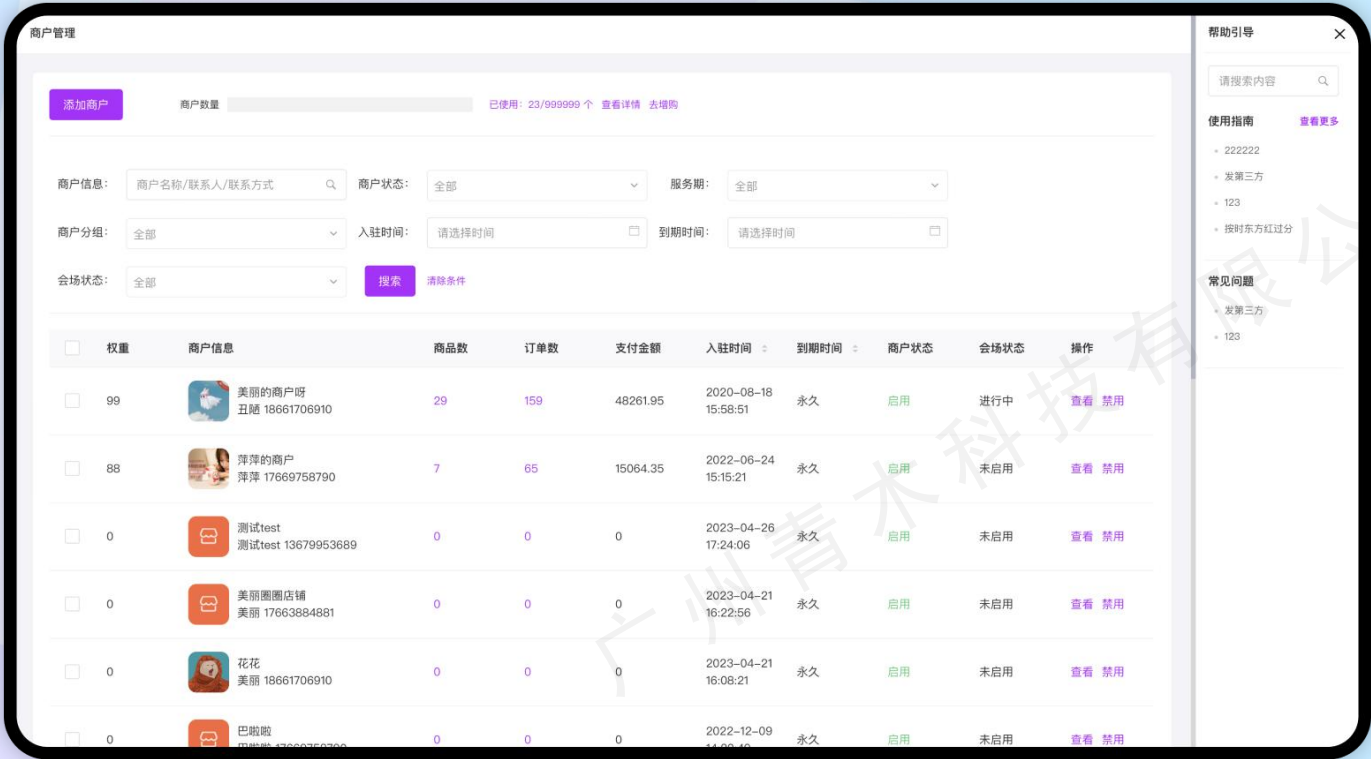 商户管理
添加商户 商户数量 已使用：23/999999 个 查看详情 去增购
商户信息： 商户名称/联系人/联系方式 商户状态： 全部 服务期： 全部
商户分组： 全部 入驻时间： 请选择时间 到期时间： 请选择时间
会场状态： 全部 搜索 清除条件
权重 商户信息 商品数 订单数 支付金额 入驻时间 到期时间 商户状态 会场状态 操作
99 美丽的商户呀 丑陋 18661706910 29 159 48261.95 2020-08-18 15:58:51 永久 启用 进行中 查看 禁用
88 萍萍的商户 萍萍 17669758790 7 65 15064.35 2022-06-24 15:15:21 永久 启用 未启用 查看 禁用
0 测试test 测试test 13679953689 0 0 0 2023-04-26 17:24:06 永久 启用 未启用 查看 禁用
0 美丽圈圈店铺 美丽 17663884881 0 0 0 2023-04-21 16:22:56 永久 启用 未启用 查看 禁用
0 花花 美丽 18661706910 0 0 0 2023-04-21 16:08:21 永久 启用 未启用 查看 禁用
0 巴啦啦 0 0 0 2022-12-09 永久 启用 未启用 查看 禁用
帮助引导
请搜索内容
使用指南 查看更多
222222
发第三方
123
按时东方红过分
常见问题
发第三方
123
广州青木科技有限公